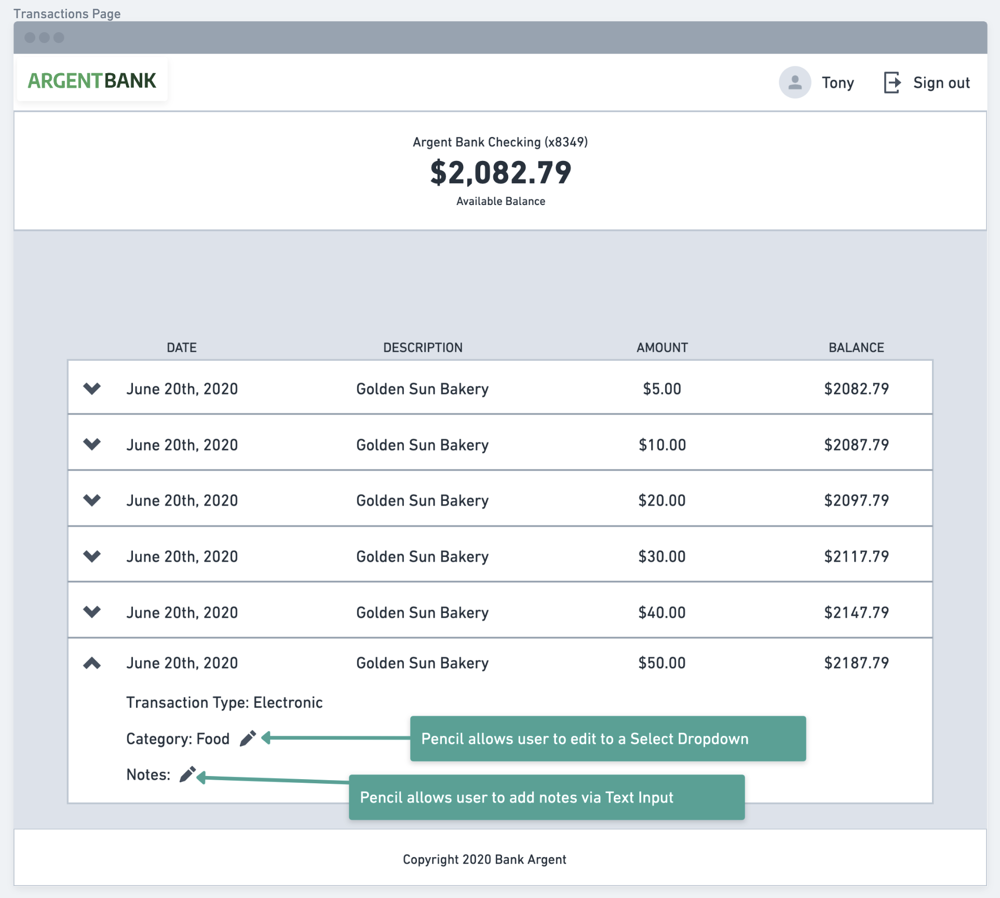 Transactions Page
ARGENTBANK
Tony
Sign out
Argent Bank Checking (x8349)
$2,082.79
Available Balance
DATE DESCRIPTION AMOUNT BALANCE
June 20th, 2020 Golden Sun Bakery $5.00 $2082.79
June 20th, 2020 Golden Sun Bakery $10.00 $2087.79
June 20th, 2020 Golden Sun Bakery $20.00 $2097.79
June 20th, 2020 Golden Sun Bakery $30.00 $2117.79
June 20th, 2020 Golden Sun Bakery $40.00 $2147.79
June 20th, 2020 Golden Sun Bakery $50.00 $2187.79
Transaction Type: Electronic
Category: Food
Pencil allows user to edit to a Select Dropdown
Notes:
Pencil allows user to add notes via Text Input
Copyright 2020 Bank Argent